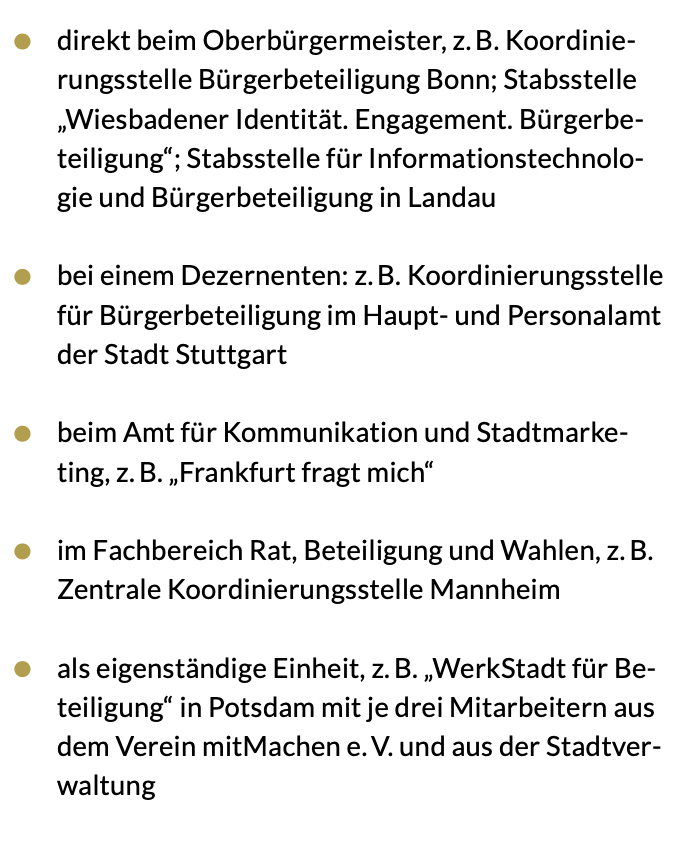 direkt beim Oberbürgermeister, z. B. Koordinie-
rungsstelle Bürgerbeteiligung Bonn; Stabsstelle
„Wiesbadener Identität. Engagement. Bürgerbe-
teiligung“; Stabsstelle für Informationstechnolo-
gie und Bürgerbeteiligung in Landau
bei einem Dezernenten: z. B. Koordinierungsstelle
für Bürgerbeteiligung im Haupt- und Personalamt
der Stadt Stuttgart
beim Amt für Kommunikation und Stadtmarke-
ting, z. B. „Frankfurt fragt mich“
im Fachbereich Rat, Beteiligung und Wahlen, z. B.
Zentrale Koordinierungsstelle Mannheim
als eigenständige Einheit, z. B. „WerkStadt für Be-
teiligung“ in Potsdam mit je drei Mitarbeitern aus
dem Verein mitMachen e. V. und aus der Stadtver-
waltung